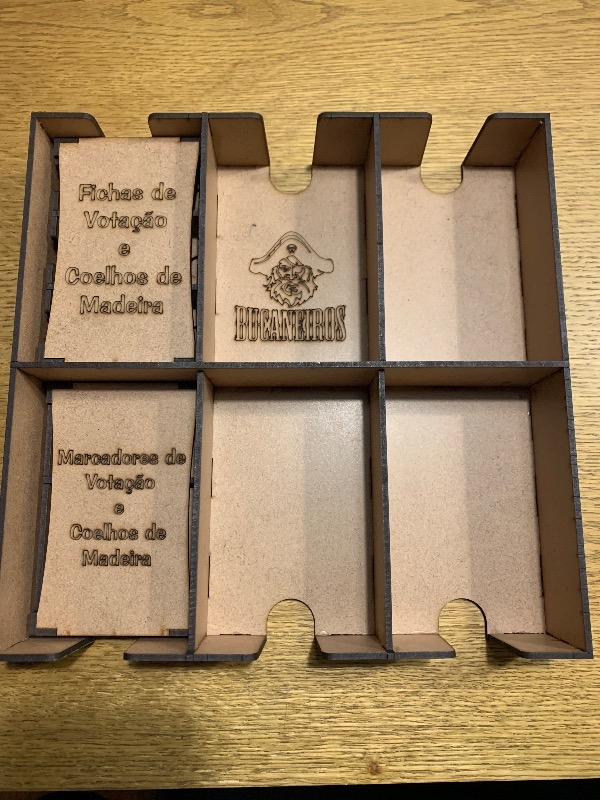 Fichas de
Votação
e
Coelhos de
Madeira
BUCANEIROS
Marcadores de
Votação
e
Coelhos de
Madeira